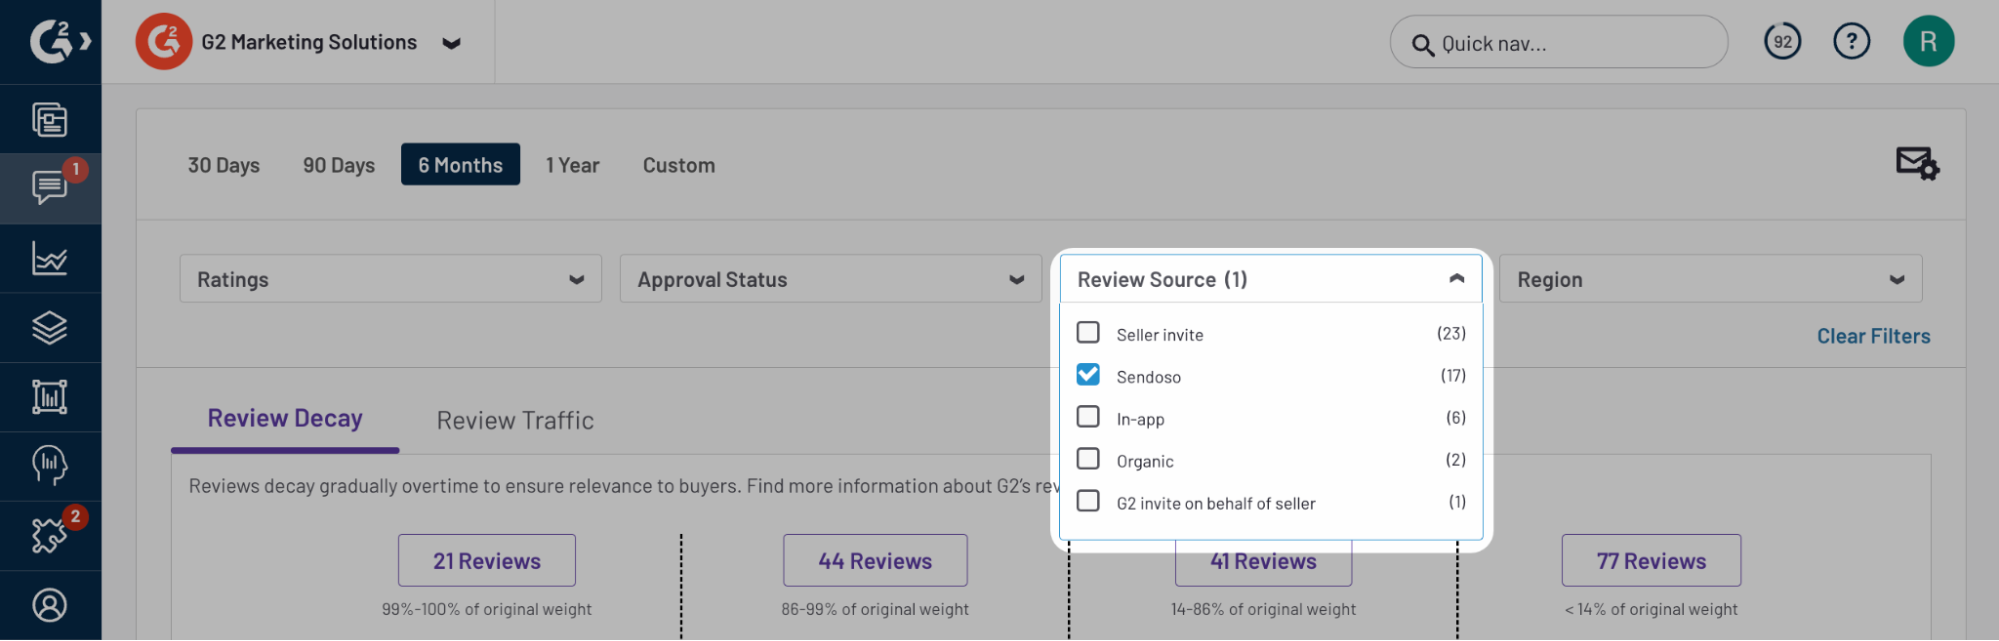 G2
G2 G2 Marketing Solutions
Quick nav...
92
?
R
1
2
30 Days 90 Days 6 Months 1 Year Custom
Ratings Approval Status Review Source (1) Region
Seller invite (23)
Clear Filters
Sendoso (17)
In-app (6)
Organic (2)
G2 invite on behalf of seller (1)
Review Decay Review Traffic
Reviews decay gradually overtime to ensure relevance to buyers. Find more information about G2's rev
21 Reviews 44 Reviews 41 Reviews 77 Reviews
99%-100% of original weight 86-99% of original weight 14-86% of original weight < 14% of original weight